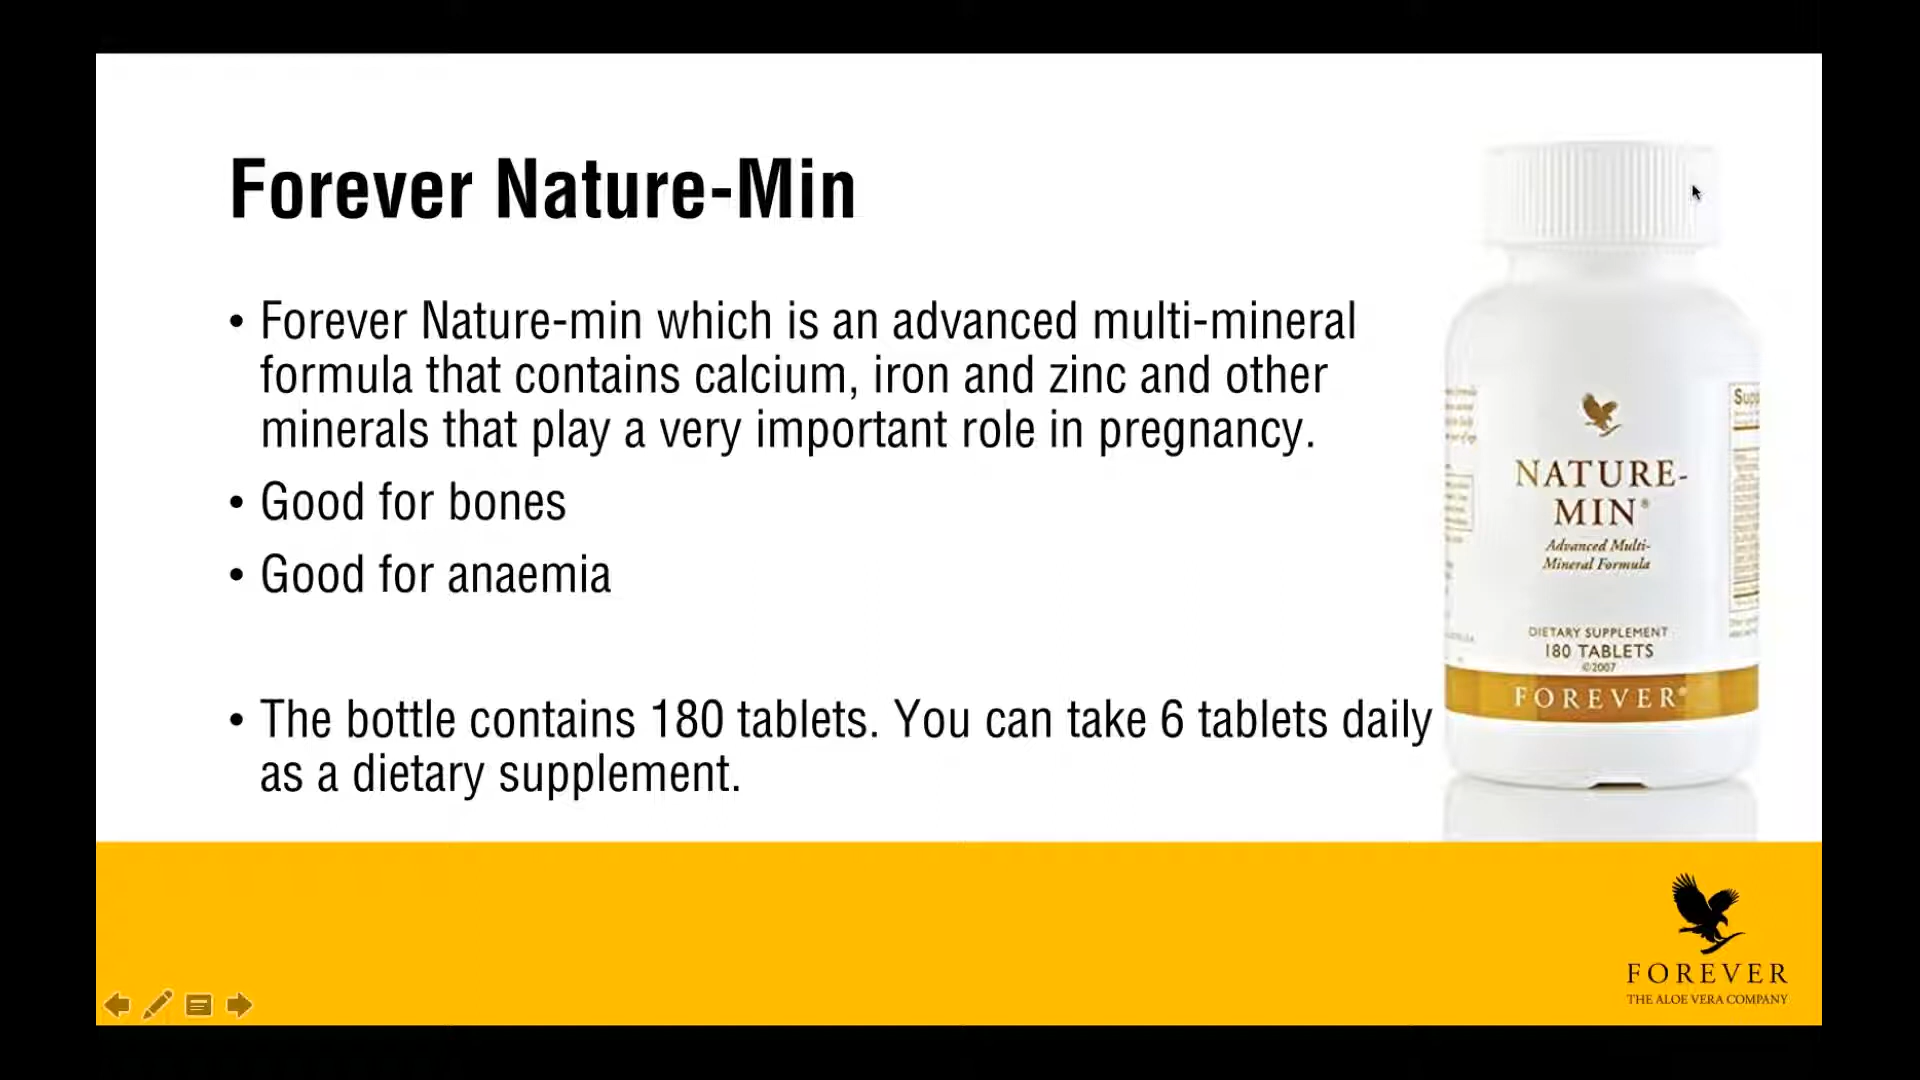 Forever Nature-Min
• Forever Nature-min which is an advanced multi-mineral
formula that contains calcium, iron and zinc and other
minerals that play a very important role in pregnancy.
• Good for bones
• Good for anaemia
• The bottle contains 180 tablets. You can take 6 tablets daily
as a dietary supplement.
NATURE-
MIN®
Advanced Multi-
Mineral Formula
DIETARY SUPPLEMENT
180 TABLETS
©2007
FOREVER®
FOREVER
THE ALOE VERA COMPANY